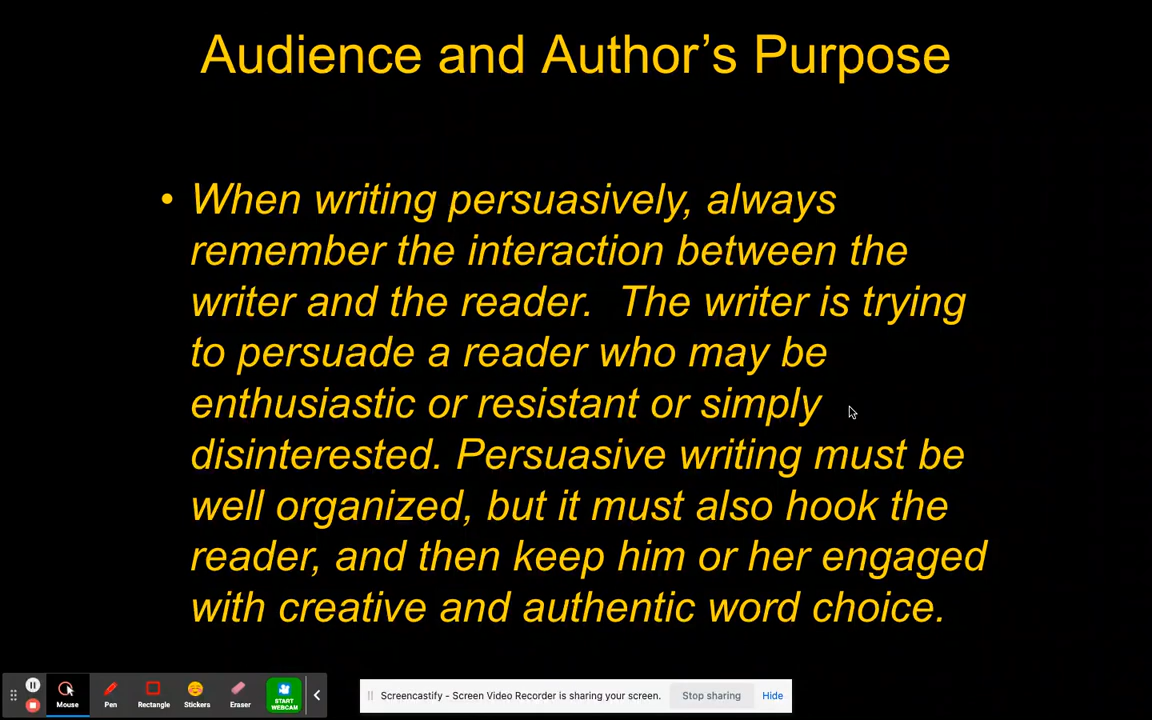 Audience and Author’s Purpose
• When writing persuasively, always
remember the interaction between the
writer and the reader.  The writer is trying
to persuade a reader who may be
enthusiastic or resistant or simply
disinterested. Persuasive writing must be
well organized, but it must also hook the
reader, and then keep him or her engaged
with creative and authentic word choice.
Mouse
Pen
Rectangle
Stickers
Eraser
START
WEBCAM
Screencastify - Screen Video Recorder is sharing your screen.
Stop sharing
Hide